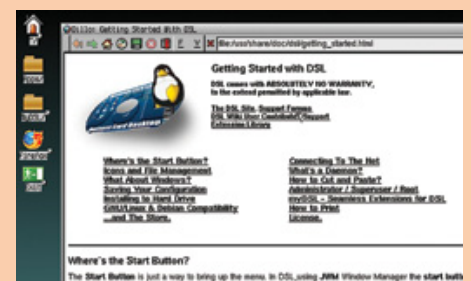 Dillo: Getting Started With DSL
file:/usr/share/doc/dsl/getting_started.html
Getting Started with DSL
DSL comes with ABSOLUTELY NO WARRANTY,
to the extent permitted by applicable law.
The DSL Site, Support Forums
DSL Wiki User Contributed/Support
Extension Library
Where's the Start Button?
Icons and File Management
What About Windows?
Saving Your Configuration
Installing to Hard Drive
GNU/Linux & Debian Compatibility
...and The Store.
Connecting To The Net
What's a Daemon?
How to Cut and Paste?
Administrator / Superuser / Root
myDSL - Seamless Extensions for DSL
How to Print
License.
Where's the Start Button?
The Start Button is just a way to bring up the menu. In DSL, using JWM Window Manager the start butt